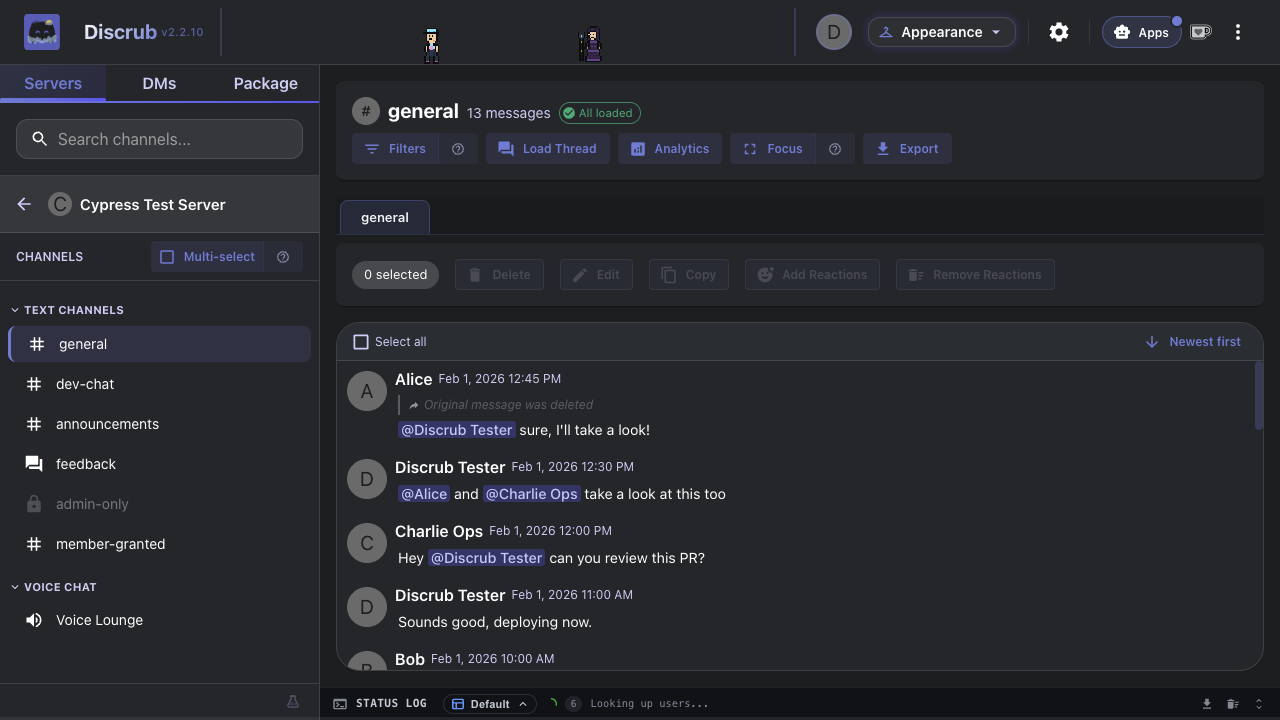 Discrub v2.2.10
D
Appearance
Apps
Servers
DMs
Package
Search channels...
C Cypress Test Server
CHANNELS
Multi-select
TEXT CHANNELS
general
dev-chat
announcements
feedback
admin-only
member-granted
VOICE CHAT
Voice Lounge
# general 13 messages All loaded
Filters
Load Thread
Analytics
Focus
Export
general
0 selected
Delete
Edit
Copy
Add Reactions
Remove Reactions
Select all
Newest first
A
Alice Feb 1, 2026 12:45 PM
Original message was deleted
@Discrub Tester sure, I'll take a look!
D
Discrub Tester Feb 1, 2026 12:30 PM
@Alice and @Charlie Ops take a look at this too
C
Charlie Ops Feb 1, 2026 12:00 PM
Hey @Discrub Tester can you review this PR?
D
Discrub Tester Feb 1, 2026 11:00 AM
Sounds good, deploying now.
B
Bob Feb 1, 2026 10:00 AM
STATUS LOG
Default
6 Looking up users...